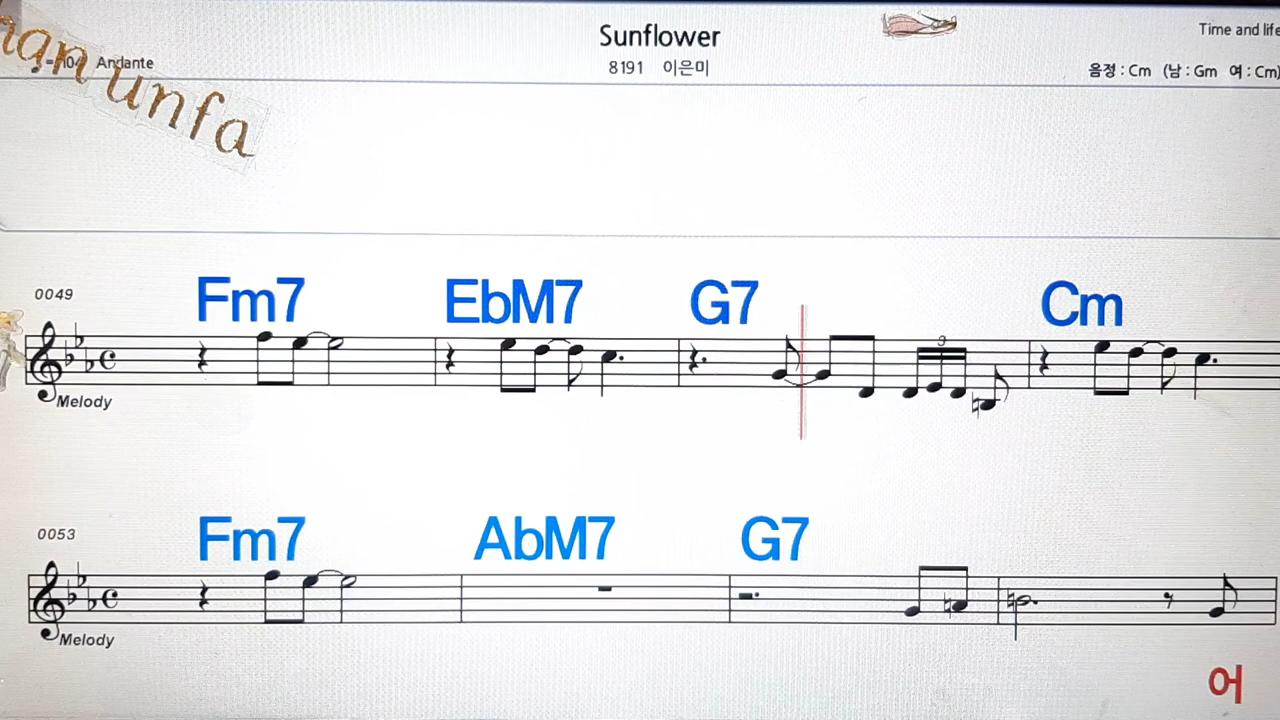 Sunflower
Time and life
Andante
8191 이은미
음정 : Cm (남 : Gm 여 : Cm)
unfa
0049
Fm7 EbM7 G7 Cm
3
Melody
0053
Fm7 AbM7 G7
Melody
어